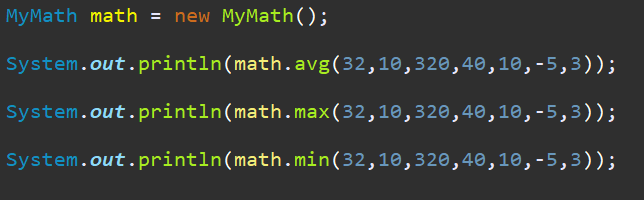 MyMath math = new MyMath();
System.out.println(math.avg(32,10,320,40,10,-5,3));
System.out.println(math.max(32,10,320,40,10,-5,3));
System.out.println(math.min(32,10,320,40,10,-5,3));